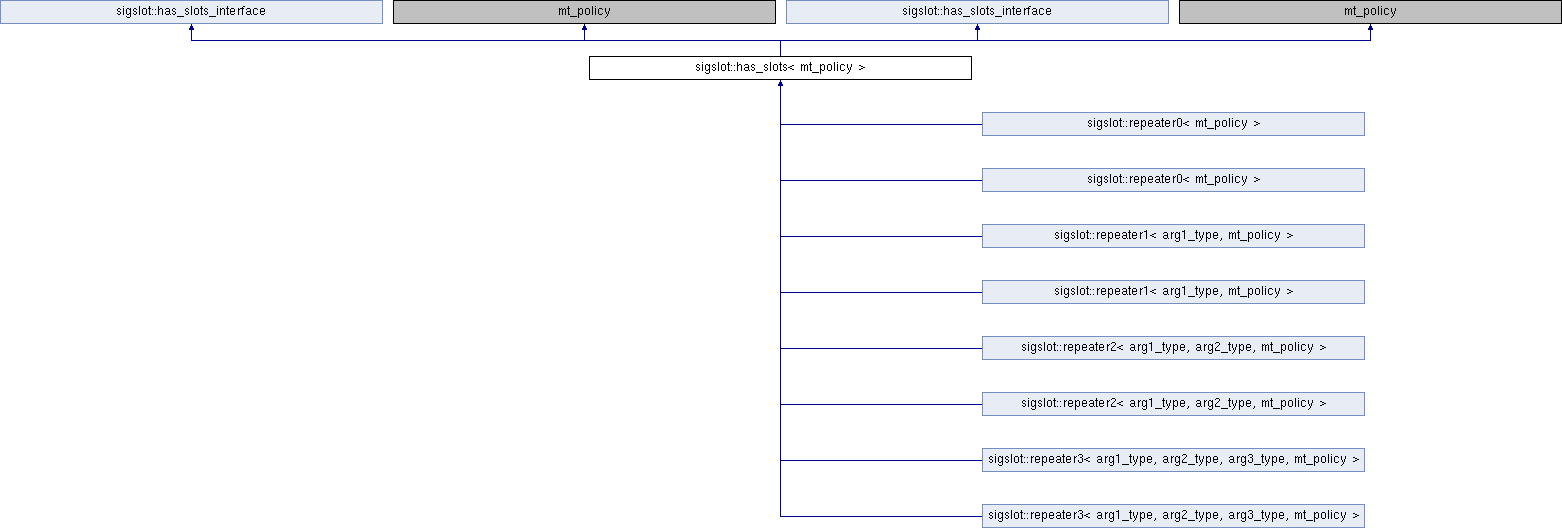 sigslot::has_slots_interface
mt_policy
sigslot::has_slots_interface
mt_policy
sigslot::has_slots< mt_policy >
sigslot::repeater0< mt_policy >
sigslot::repeater0< mt_policy >
sigslot::repeater1< arg1_type, mt_policy >
sigslot::repeater1< arg1_type, mt_policy >
sigslot::repeater2< arg1_type, arg2_type, mt_policy >
sigslot::repeater2< arg1_type, arg2_type, mt_policy >
sigslot::repeater3< arg1_type, arg2_type, arg3_type, mt_policy >
sigslot::repeater3< arg1_type, arg2_type, arg3_type, mt_policy >